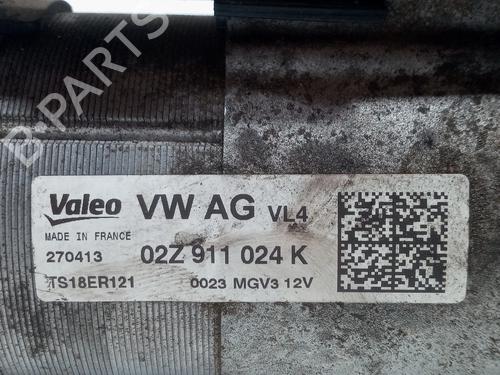 B-PARTS
Valeo VW AG VL4
MADE IN FRANCE
270413 02Z 911 024 K
TS18ER121 0023 MGV3 12V